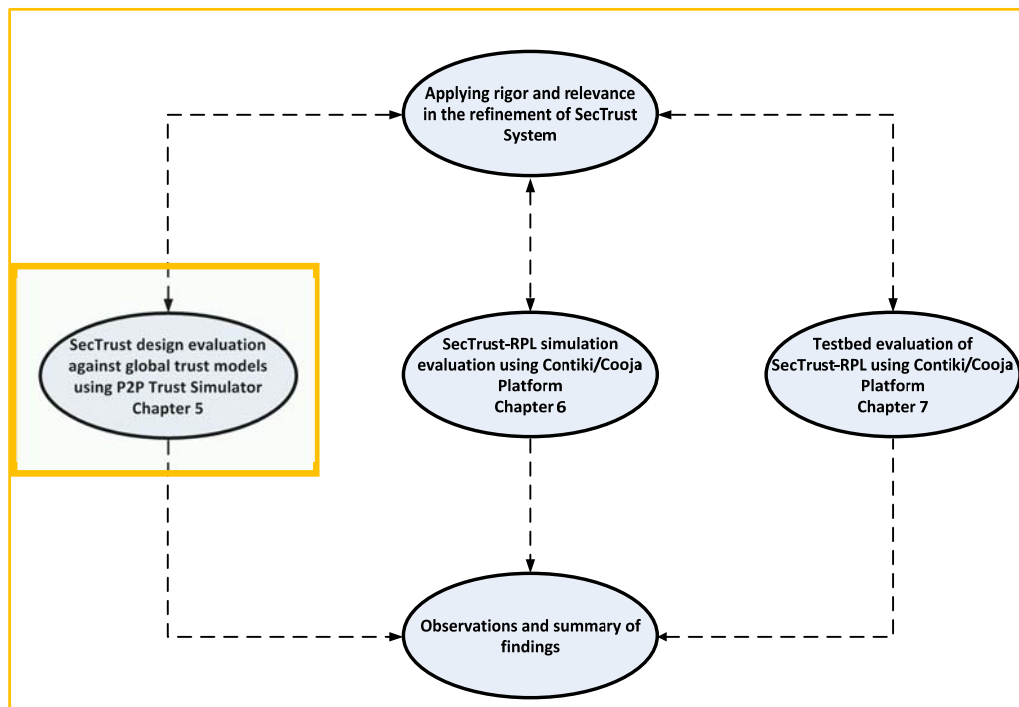 Applying rigor and relevance
in the refinement of SecTrust
System
SecTrust design evaluation
against global trust models
using P2P Trust Simulator
Chapter 5
SecTrust-RPL simulation
evaluation using Contiki/Cooja
Platform
Chapter 6
Testbed evaluation of
SecTrust-RPL using Contiki/Cooja
Platform
Chapter 7
Observations and summary of
findings